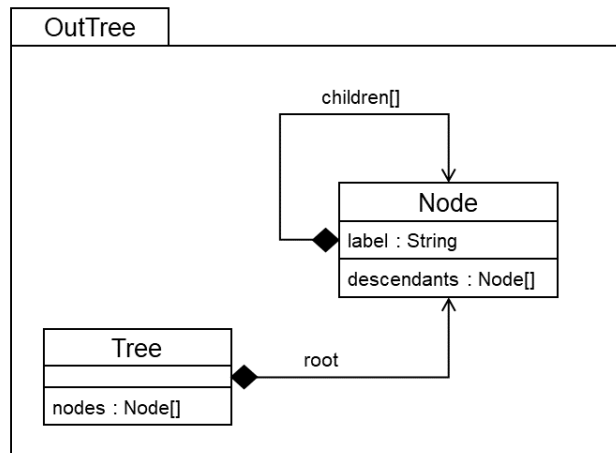 OutTree
children[]
Node
label : String
descendants : Node[]
Tree
root
nodes : Node[]